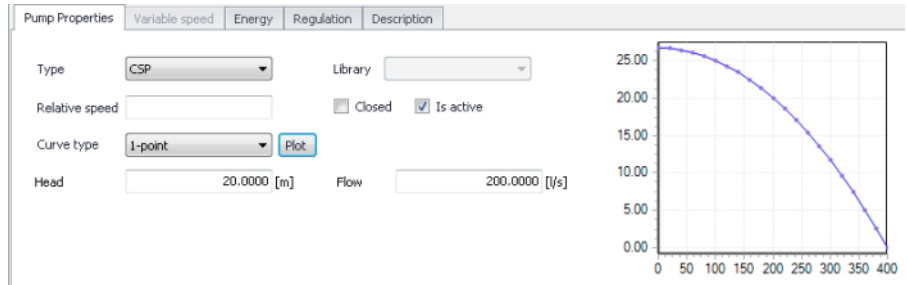 Pump Properties Variable speed Energy Regulation Description
Type CSP Library
Relative speed Closed Is active
Curve type 1-point Plot
Head 20.0000 [m] Flow 200.0000 [l/s]
25.00
20.00
15.00
10.00
5.00
0.00
0 50 100 150 200 250 300 350 400